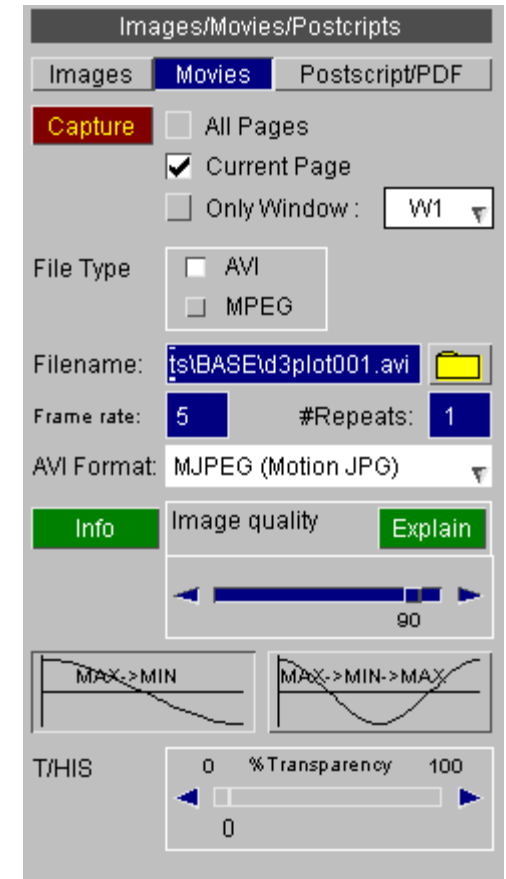 Images/Movies/Postcripts
Images Movies Postscript/PDF
Capture All Pages
Current Page
Only Window : W1
File Type AVI
MPEG
Filename: ts\BASE\d3plot001.avi
Frame rate: 5 #Repeats: 1
AVI Format: MJPEG (Motion JPG)
Info Image quality Explain
90
MAX->MIN MAX->MIN->MAX
T/HIS 0 %Transparency 100
0